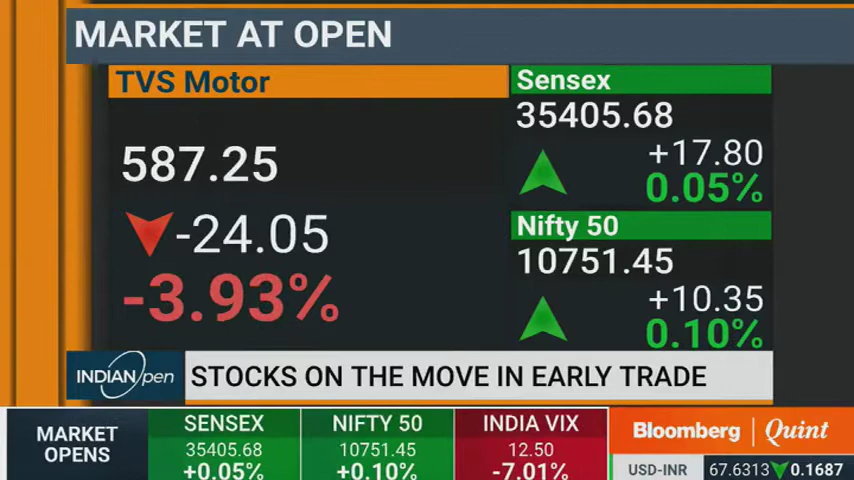 MARKET AT OPEN
TVS Motor
587.25
-24.05
-3.93%
Sensex
35405.68
+17.80
0.05%
Nifty 50
10751.45
+10.35
0.10%
INDIAN Open
STOCKS ON THE MOVE IN EARLY TRADE
MARKET
OPENS
SENSEX
35405.68
+0.05%
NIFTY 50
10751.45
+0.10%
INDIA VIX
12.50
-7.01%
Bloomberg | Quint
USD-INR 67.6313 0.1687